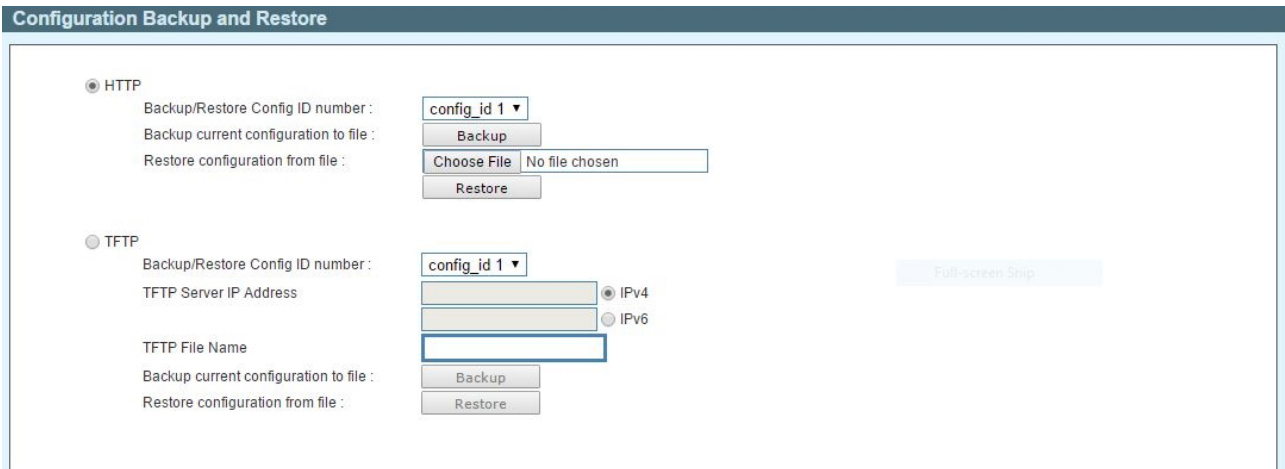 Configuration Backup and Restore
HTTP
Backup/Restore Config ID number :
config_id 1
Backup current configuration to file :
Backup
Restore configuration from file :
Choose File No file chosen
Restore
TFTP
Backup/Restore Config ID number :
config_id 1
Full-screen Snip
TFTP Server IP Address
IPv4
IPv6
TFTP File Name
Backup current configuration to file :
Backup
Restore configuration from file :
Restore